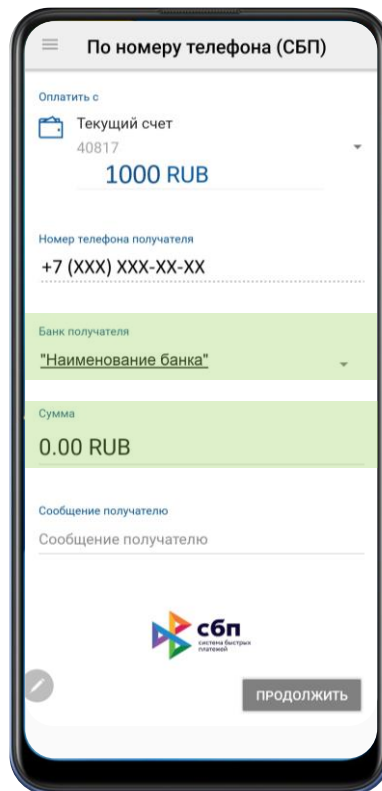 По номеру телефона (СБП)
Оплатить с
Текущий счет
40817
1000 RUB
Номер телефона получателя
+7 (XXX) XXX-XX-XX
Банк получателя
"Наименование банка"
Сумма
0.00 RUB
Сообщение получателю
Сообщение получателю
сбп
система быстрых
платежей
ПРОДОЛЖИТЬ